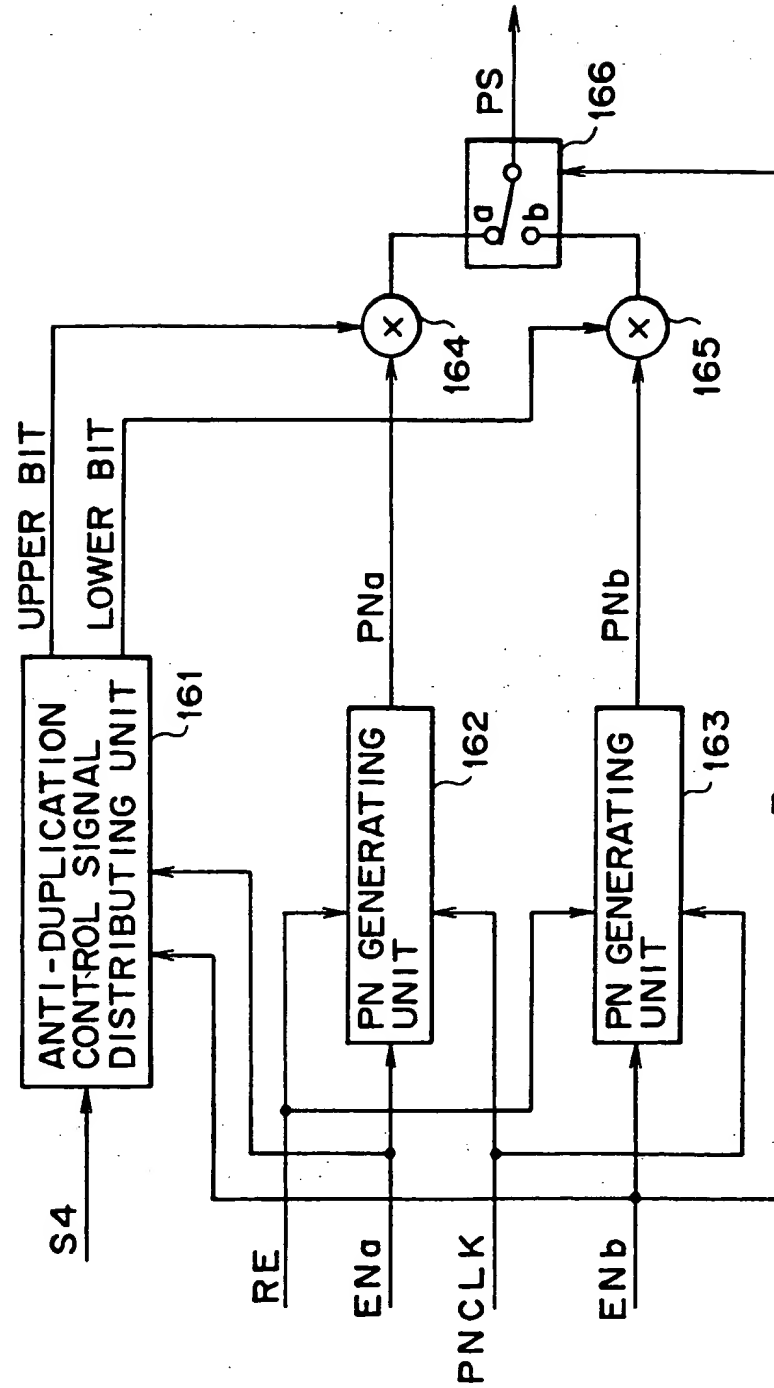 S4
ANTI-DUPLICATION
CONTROL SIGNAL
DISTRIBUTING UNIT
161
UPPER BIT
LOWER BIT
RE
ENa
PNCLK
ENb
PN GENERATING
UNIT
162
PNa
PN GENERATING
UNIT
163
PNb
X
164
X
165
a
b
PS
166